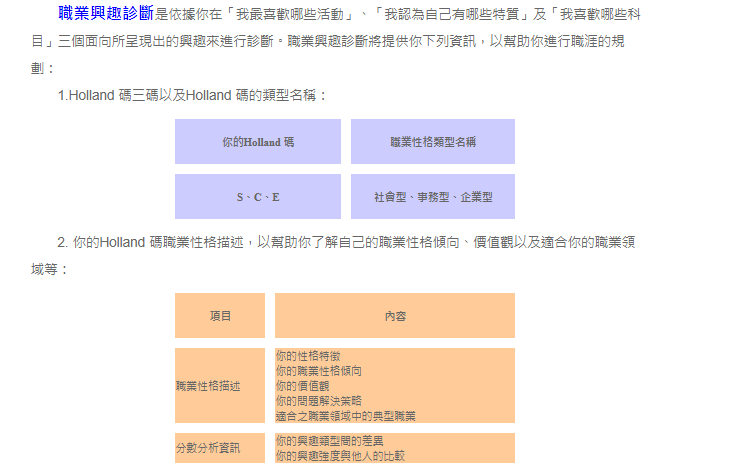 職業興趣診斷是依據你在「我最喜歡哪些活動」、「我認為自己有哪些特質」及「我喜歡哪些科
目」三個面向所呈現出的興趣來進行診斷。職業興趣診斷將提供你下列資訊，以幫助你進行職涯的規
劃：
1.Holland 碼三碼以及Holland 碼的類型名稱：
你的Holland 碼 職業性格類型名稱
S、C、E 社會型、事務型、企業型
2. 你的Holland 碼職業性格描述，以幫助你了解自己的職業性格傾向、價值觀以及適合你的職業領
域等：
項目 內容
職業性格描述
你的性格特徵
你的職業性格傾向
你的價值觀
你的問題解決策略
適合之職業領域中的典型職業
分數分析資訊
你的興趣類型間的差異
你的興趣強度與他人的比較